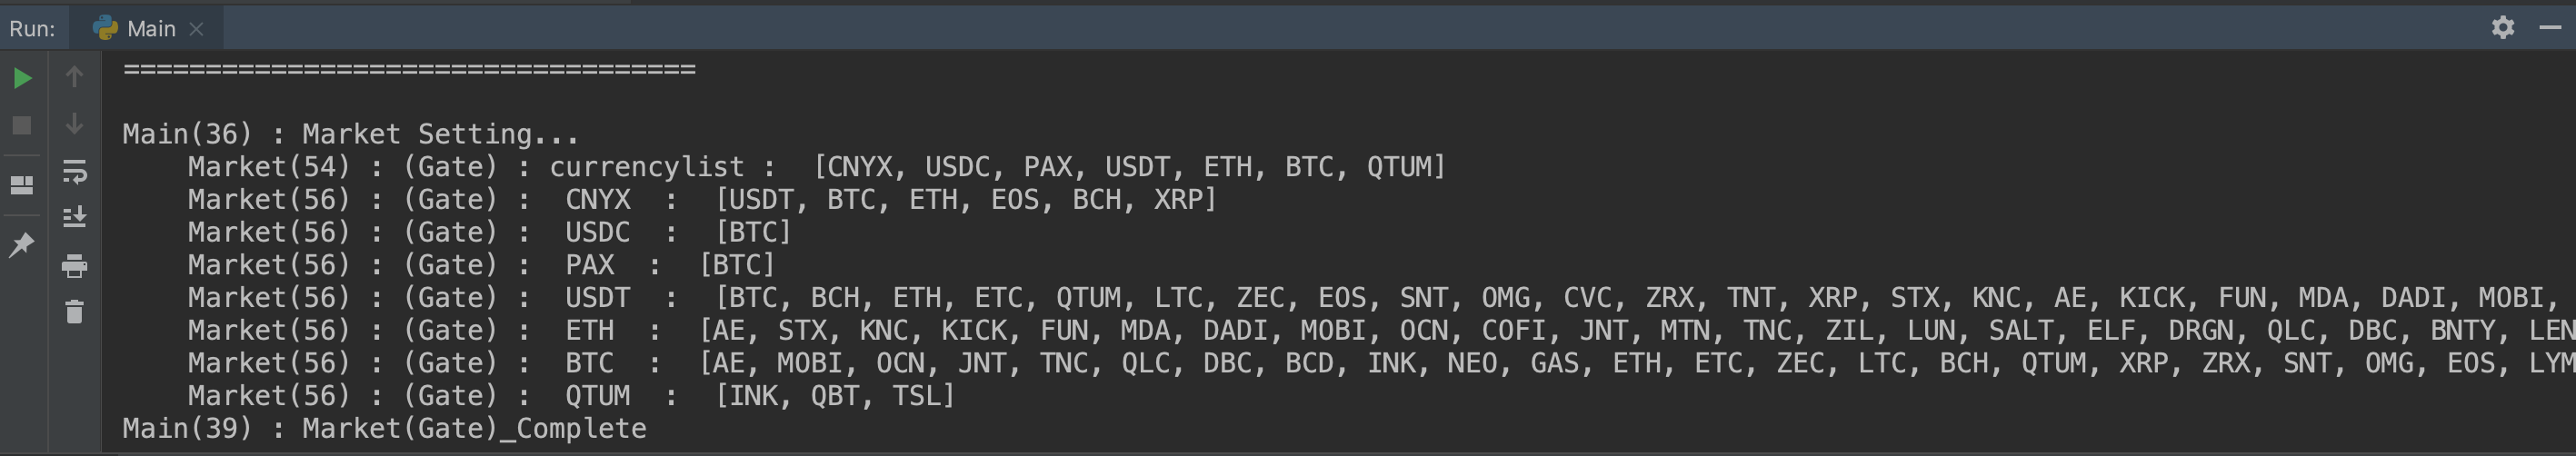 Run: Main
===================================
Main(36) : Market Setting...
Market(54) : (Gate) : currencylist :  [CNYX, USDC, PAX, USDT, ETH, BTC, QTUM]
Market(56) : (Gate) :  CNYX  :  [USDT, BTC, ETH, EOS, BCH, XRP]
Market(56) : (Gate) :  USDC  :  [BTC]
Market(56) : (Gate) :  PAX  :  [BTC]
Market(56) : (Gate) :  USDT  :  [BTC, BCH, ETH, ETC, QTUM, LTC, ZEC, EOS, SNT, OMG, CVC, ZRX, TNT, XRP, STX, KNC, AE, KICK, FUN, MDA, DADI, MOBI,
Market(56) : (Gate) :  ETH  :  [AE, STX, KNC, KICK, FUN, MDA, DADI, MOBI, OCN, COFI, JNT, MTN, TNC, ZIL, LUN, SALT, ELF, DRGN, QLC, DBC, BNTY, LEN
Market(56) : (Gate) :  BTC  :  [AE, MOBI, OCN, JNT, TNC, QLC, DBC, BCD, INK, NEO, GAS, ETH, ETC, ZEC, LTC, BCH, QTUM, XRP, ZRX, SNT, OMG, EOS, LYM
Market(56) : (Gate) :  QTUM  :  [INK, QBT, TSL]
Main(39) : Market(Gate)_Complete